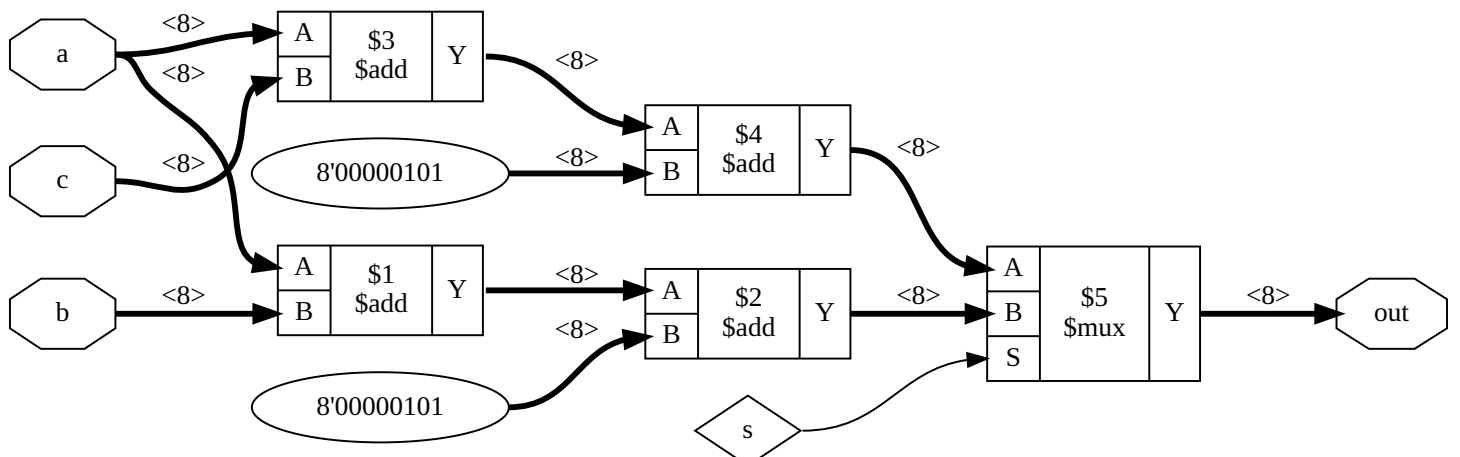 a
<8>
<8>
A
B
$3
$add
Y
<8>
c
<8>
8'00000101
<8>
A
B
$4
$add
Y
<8>
b
<8>
A
B
$1
$add
Y
<8>
<8>
8'00000101
A
B
$2
$add
Y
<8>
s
A
B
S
$5
$mux
Y
<8>
out